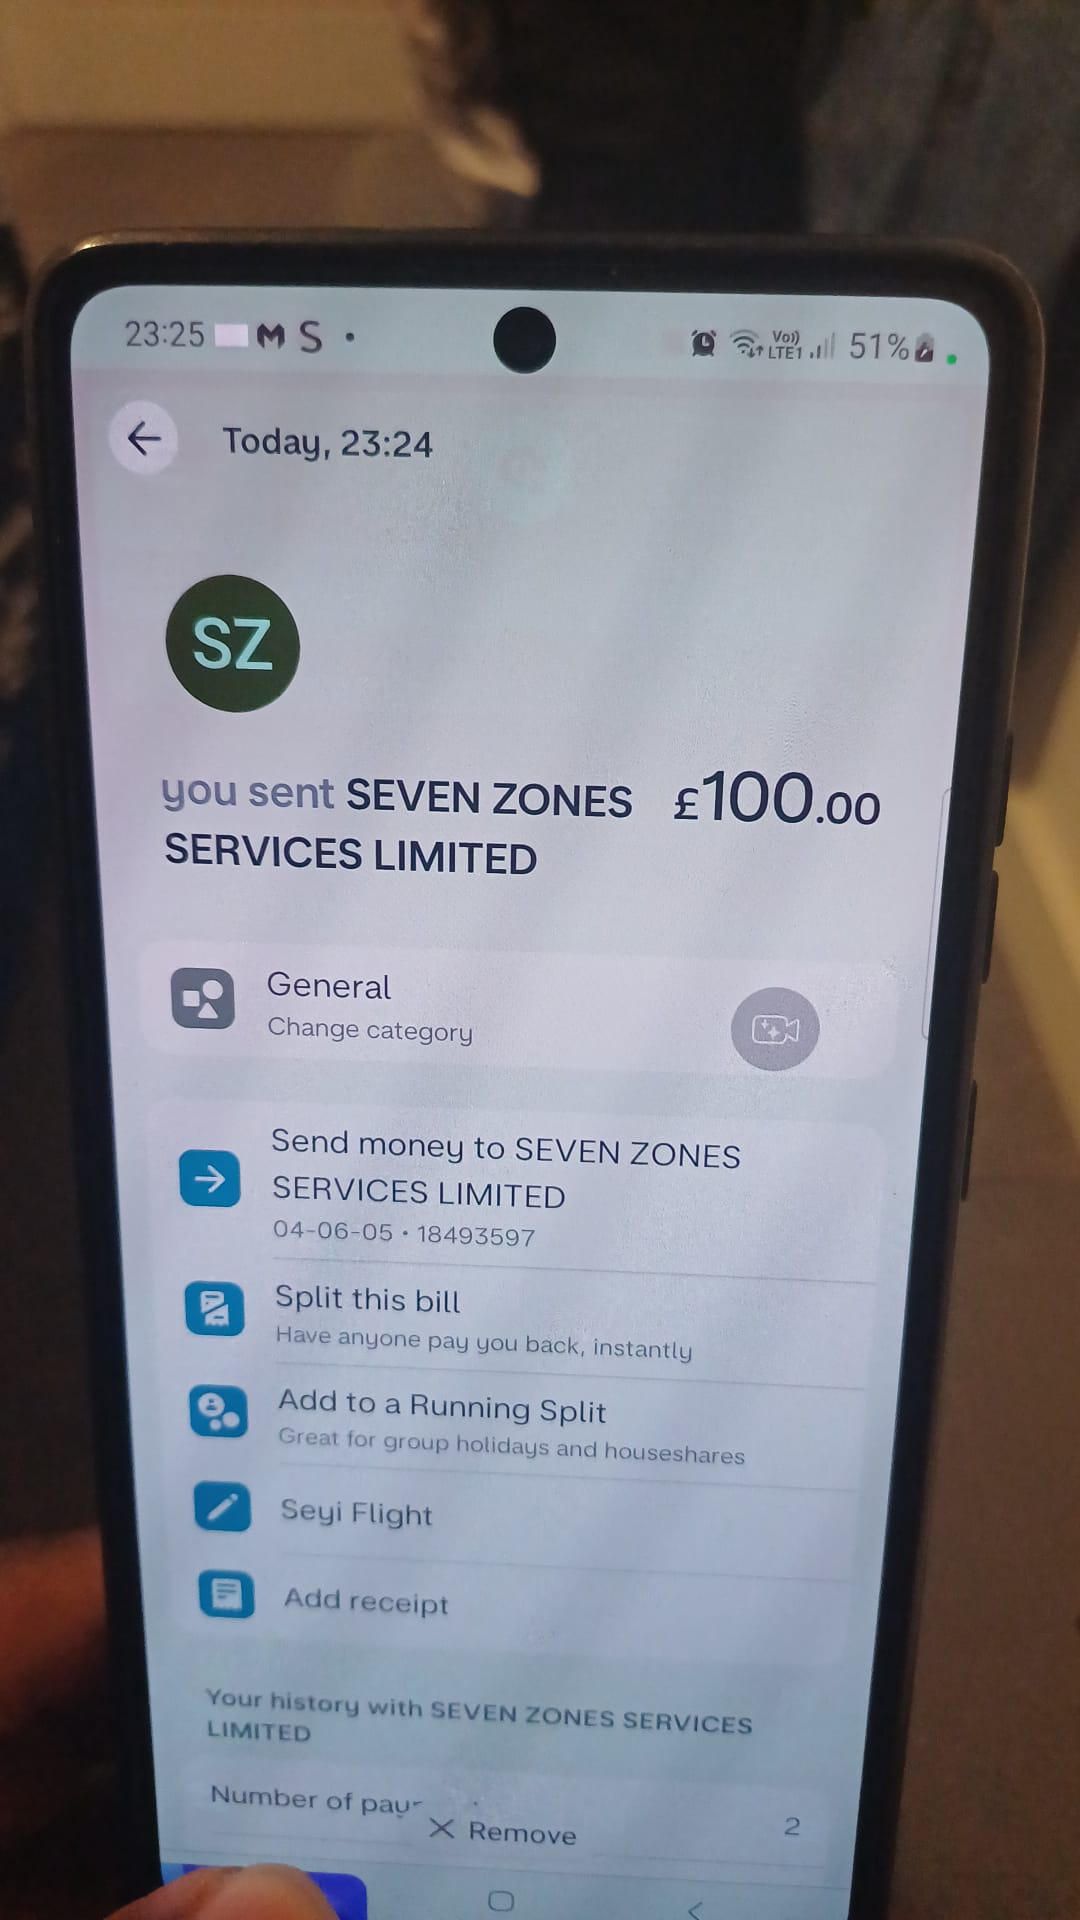 23:25 M S •
Vo))
LTE1
51%
Today, 23:24
SZ
you sent SEVEN ZONES £100.00
SERVICES LIMITED
General
Change category
Send money to SEVEN ZONES
SERVICES LIMITED
04-06-05 • 18493597
Split this bill
Have anyone pay you back, instantly
Add to a Running Split
Great for group holidays and houseshares
Seyi Flight
Add receipt
Your history with SEVEN ZONES SERVICES
LIMITED
Number of 2
Remove